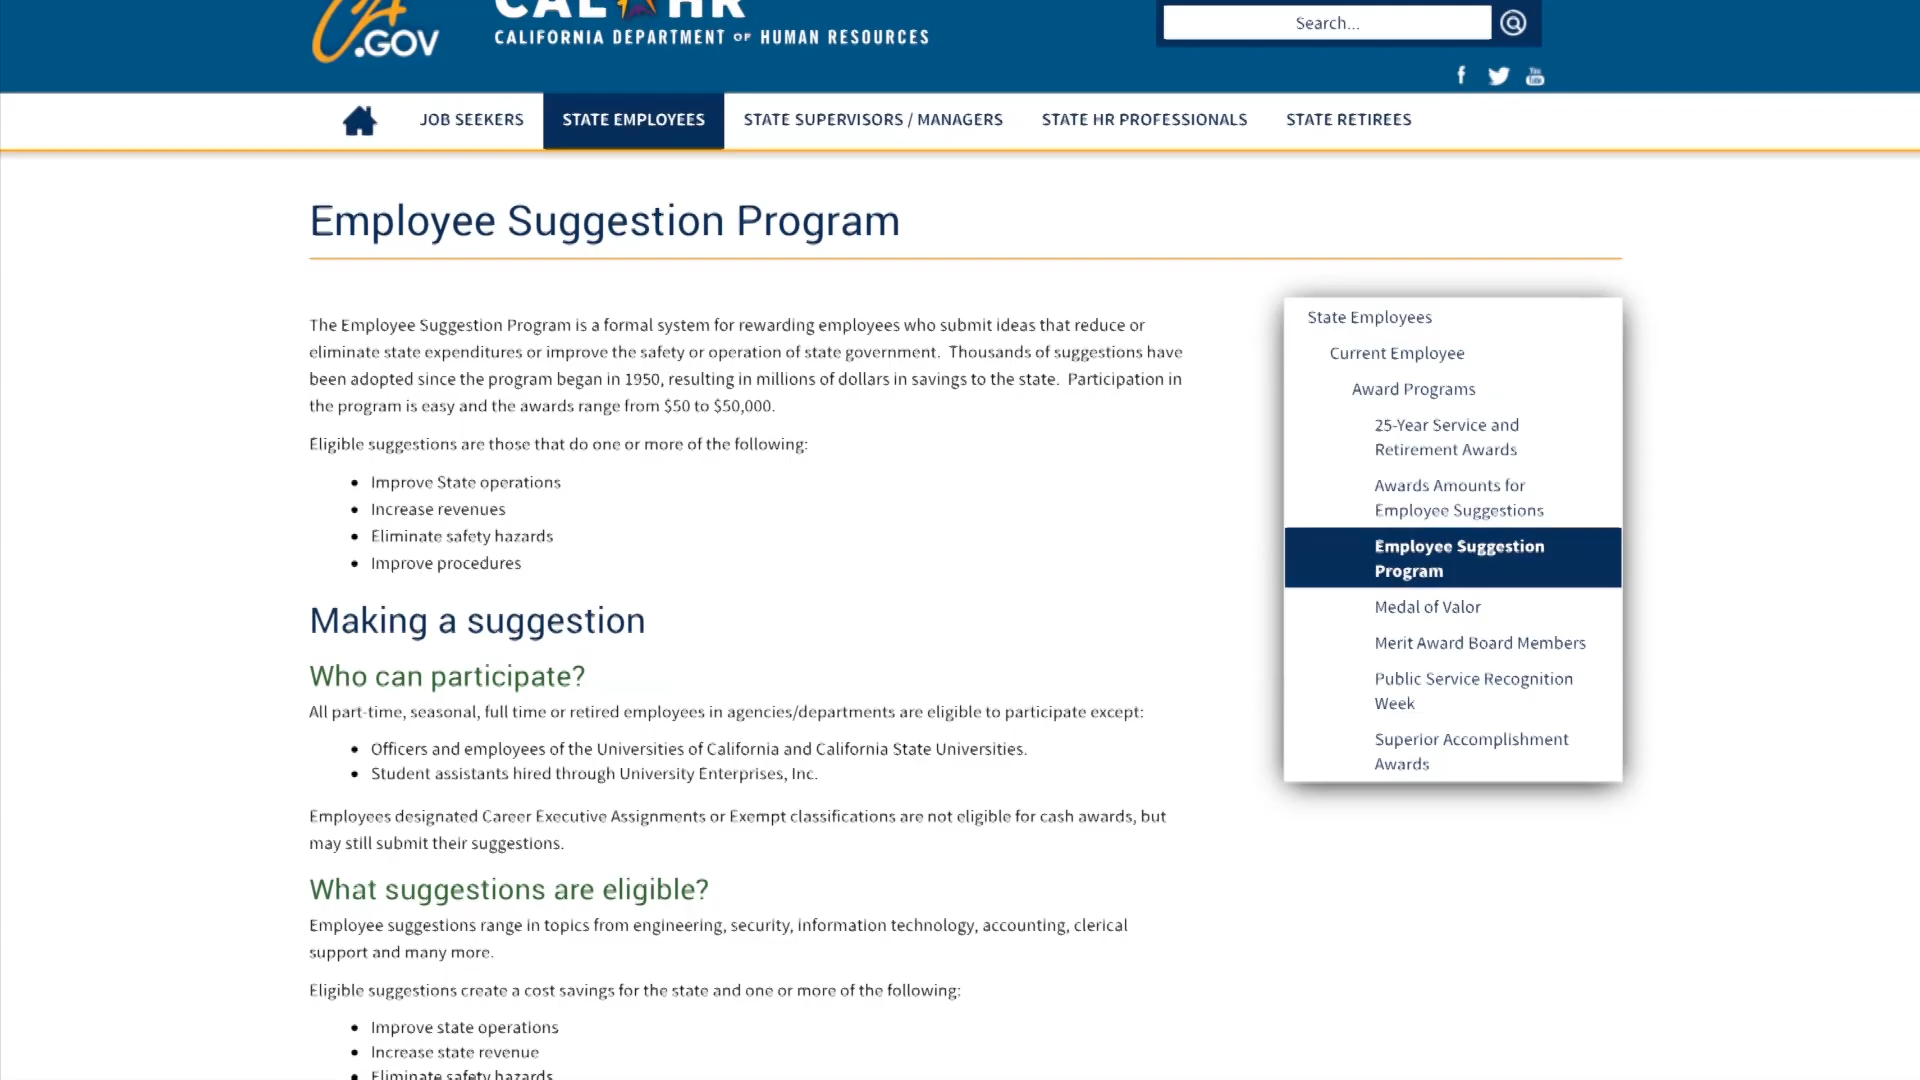 .GOV
CAL HR
CALIFORNIA DEPARTMENT OF HUMAN RESOURCES
Search...
JOB SEEKERS STATE EMPLOYEES STATE SUPERVISORS / MANAGERS STATE HR PROFESSIONALS STATE RETIREES
Employee Suggestion Program
The Employee Suggestion Program is a formal system for rewarding employees who submit ideas that reduce or
eliminate state expenditures or improve the safety or operation of state government. Thousands of suggestions have
been adopted since the program began in 1950, resulting in millions of dollars in savings to the state. Participation in
the program is easy and the awards range from $50 to $50,000.
Eligible suggestions are those that do one or more of the following:
Improve State operations
Increase revenues
Eliminate safety hazards
Improve procedures
Making a suggestion
Who can participate?
All part-time, seasonal, full time or retired employees in agencies/departments are eligible to participate except:
Officers and employees of the Universities of California and California State Universities.
Student assistants hired through University Enterprises, Inc.
Employees designated Career Executive Assignments or Exempt classifications are not eligible for cash awards, but
may still submit their suggestions.
What suggestions are eligible?
Employee suggestions range in topics from engineering, security, information technology, accounting, clerical
support and many more.
Eligible suggestions create a cost savings for the state and one or more of the following:
Improve state operations
Increase state revenue
Eliminate safety hazards
State Employees
Current Employee
Award Programs
25-Year Service and
Retirement Awards
Awards Amounts for
Employee Suggestions
Employee Suggestion
Program
Medal of Valor
Merit Award Board Members
Public Service Recognition
Week
Superior Accomplishment
Awards